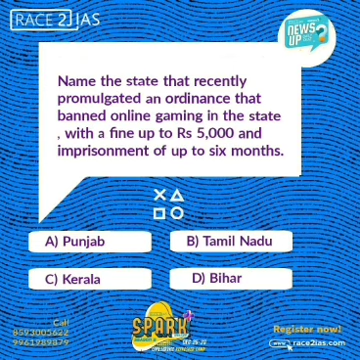 RACE 2 IAS
NEWS
UP
Name the state that recently
promulgated an ordinance that
banned online gaming in the state
, with a fine up to Rs 5,000 and
imprisonment of up to six months.
A) Punjab
B) Tamil Nadu
C) Kerala
D) Bihar
Call
8593005622
9961989879
SPARK
Register now!
www race2ias.com